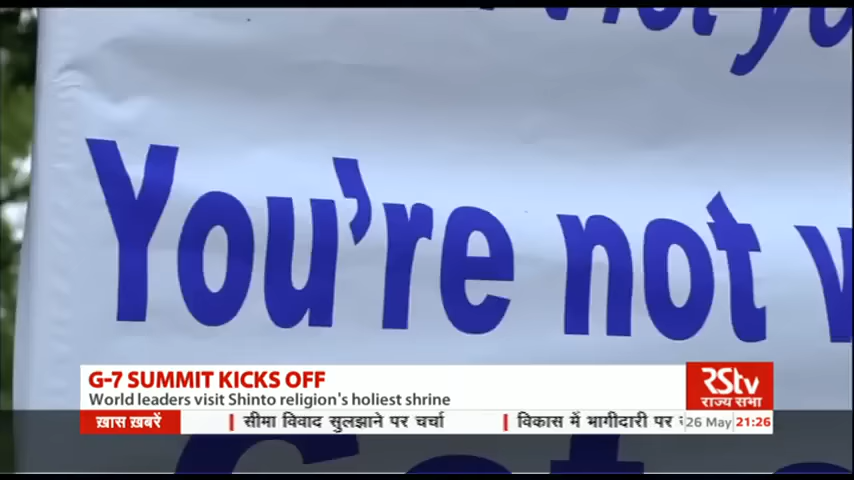 You're not
G-7 SUMMIT KICKS OFF
World leaders visit Shinto religion's holiest shrine
RStv
राज्य सभा
ख़ास ख़बरें
सीमा विवाद सुलझाने पर चर्चा
विकास में भागीदारी पर
26 May 21:26